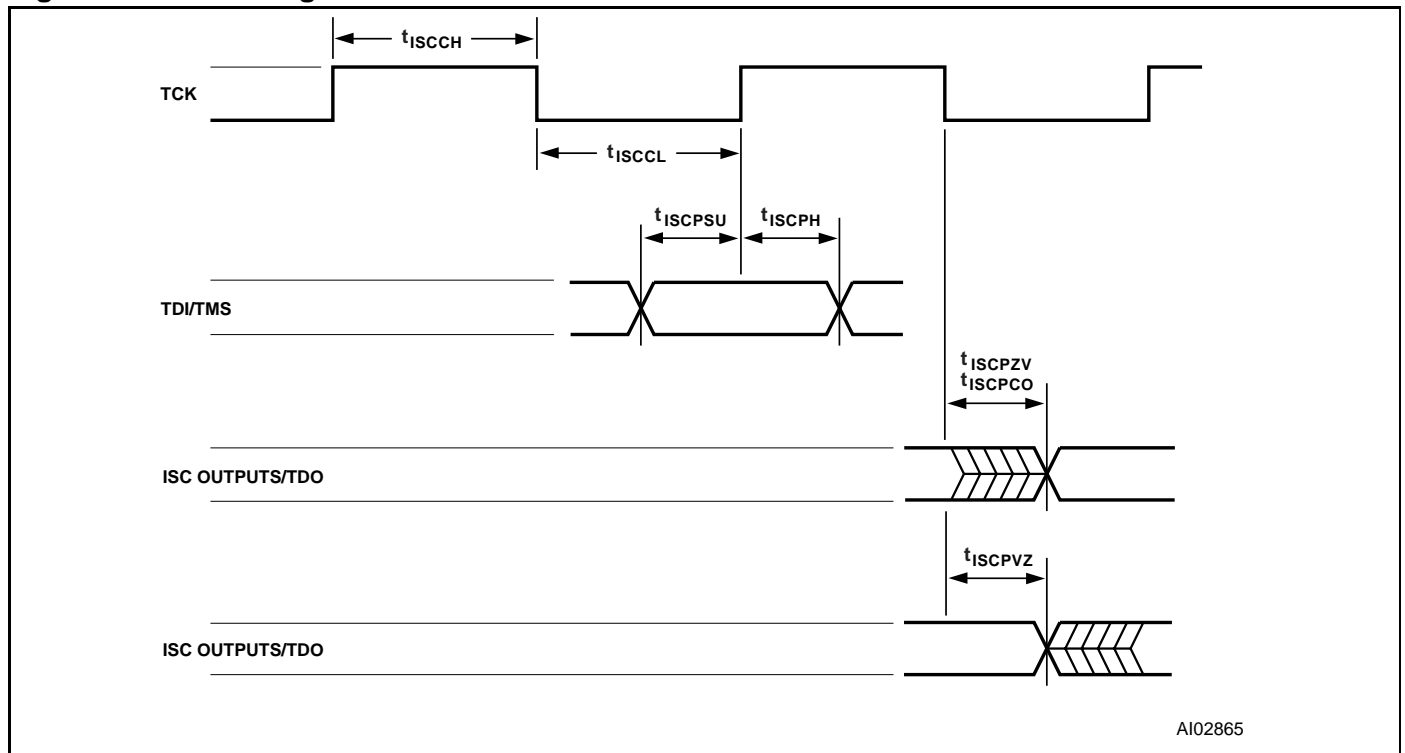 tISCCH
TCK
tISCCL
tISCPSU
tISCPH
TDI/TMS
tISCPZV
tISCPCO
ISC OUTPUTS/TDO
tISCPVZ
ISC OUTPUTS/TDO
AI02865